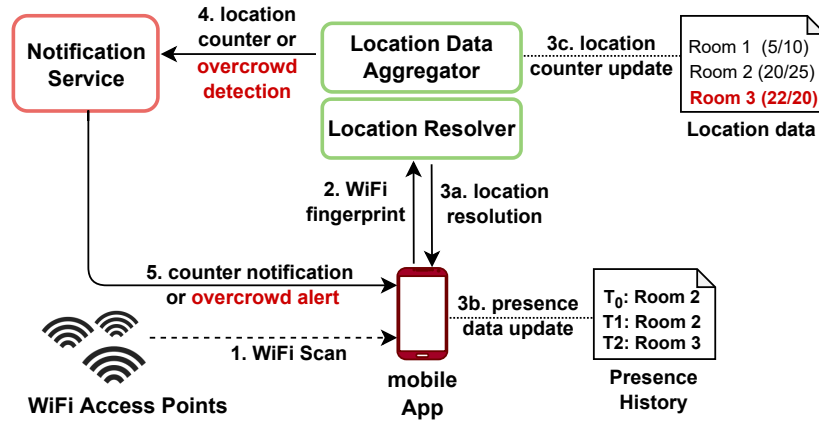 4. location
counter or
overcrowd
detection
Notification
Service
Location Data
Aggregator
3c. location
counter update
Room 1 (5/10)
Room 2 (20/25)
Room 3 (22/20)
Location data
Location Resolver
2. WiFi
fingerprint
3a. location
resolution
5. counter notification
or overcrowd alert
3b. presence
data update
T0: Room 2
T1: Room 2
T2: Room 3
Presence
History
1. WiFi Scan
WiFi Access Points
mobile
App